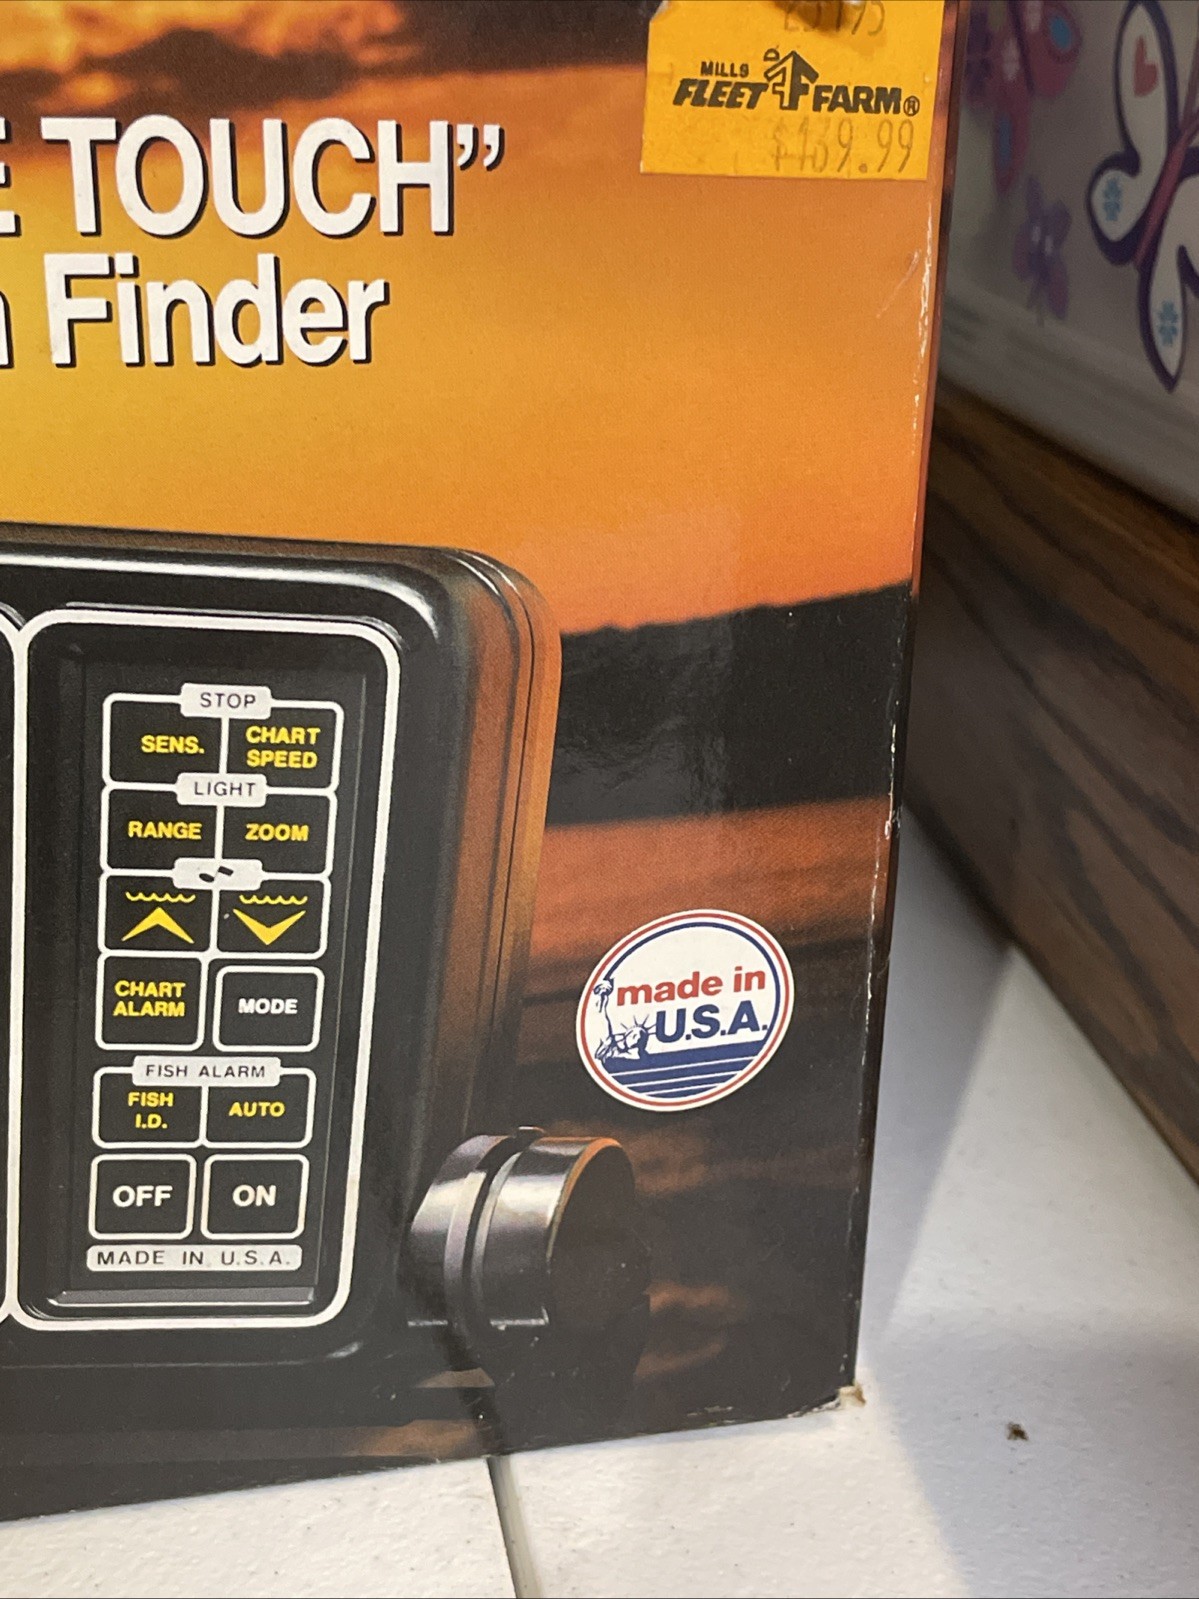 MILLS
FLEET FARM®
$139.99
TOUCH”
Finder
STOP
SENS.
CHART
SPEED
LIGHT
RANGE
ZOOM
CHART
ALARM
MODE
FISH ALARM
FISH
I.D.
AUTO
OFF
ON
MADE IN U.S.A.
made in
U.S.A.